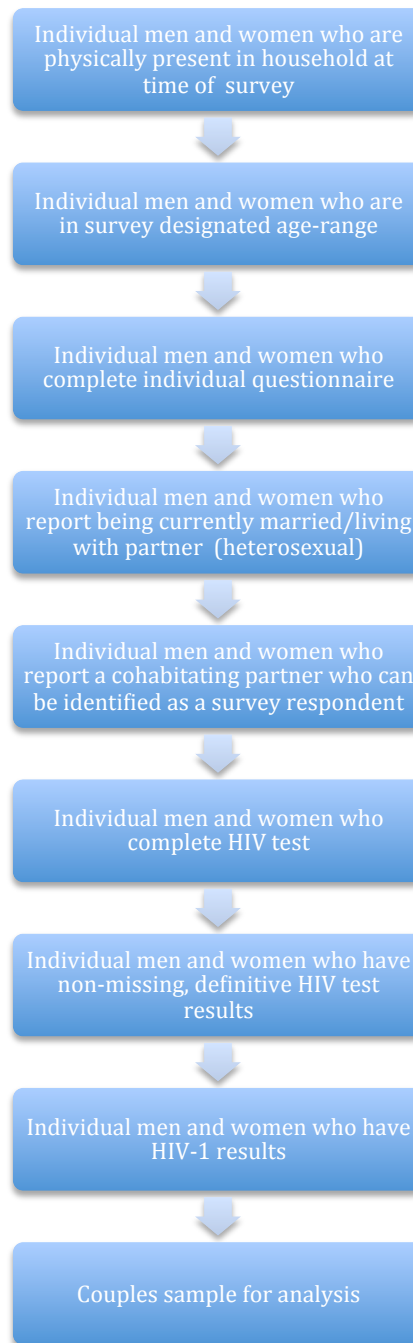 Individual men and women who are
physically present in household at
time of survey
Individual men and women who are
in survey designated age-range
Individual men and women who
complete individual questionnaire
Individual men and women who
report being currently married/living
with partner (heterosexual)
Individual men and women who
report a cohabitating partner who can
be identified as a survey respondent
Individual men and women who
complete HIV test
Individual men and women who have
non-missing, definitive HIV test
results
Individual men and women who have
HIV-1 results
Couples sample for analysis